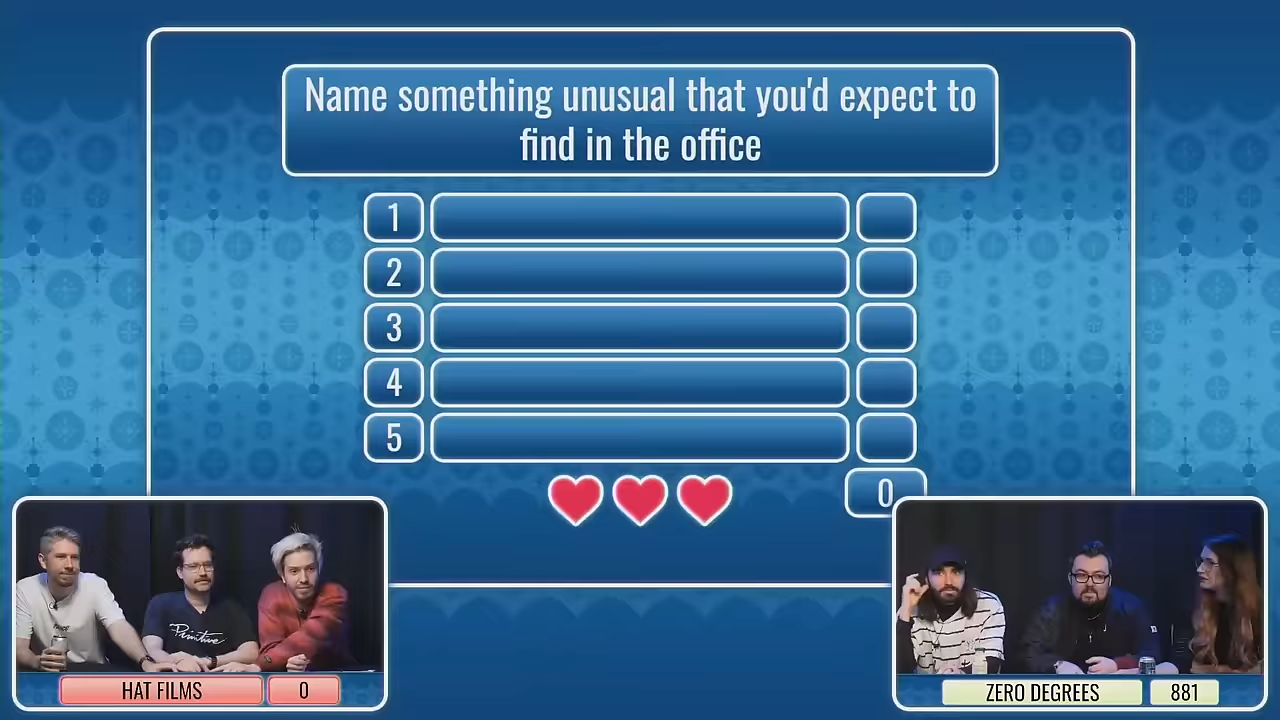 Name something unusual that you'd expect to
find in the office
1
2
3
4
5
0
Primitive
HAT FILMS 0
ZERO DEGREES 881